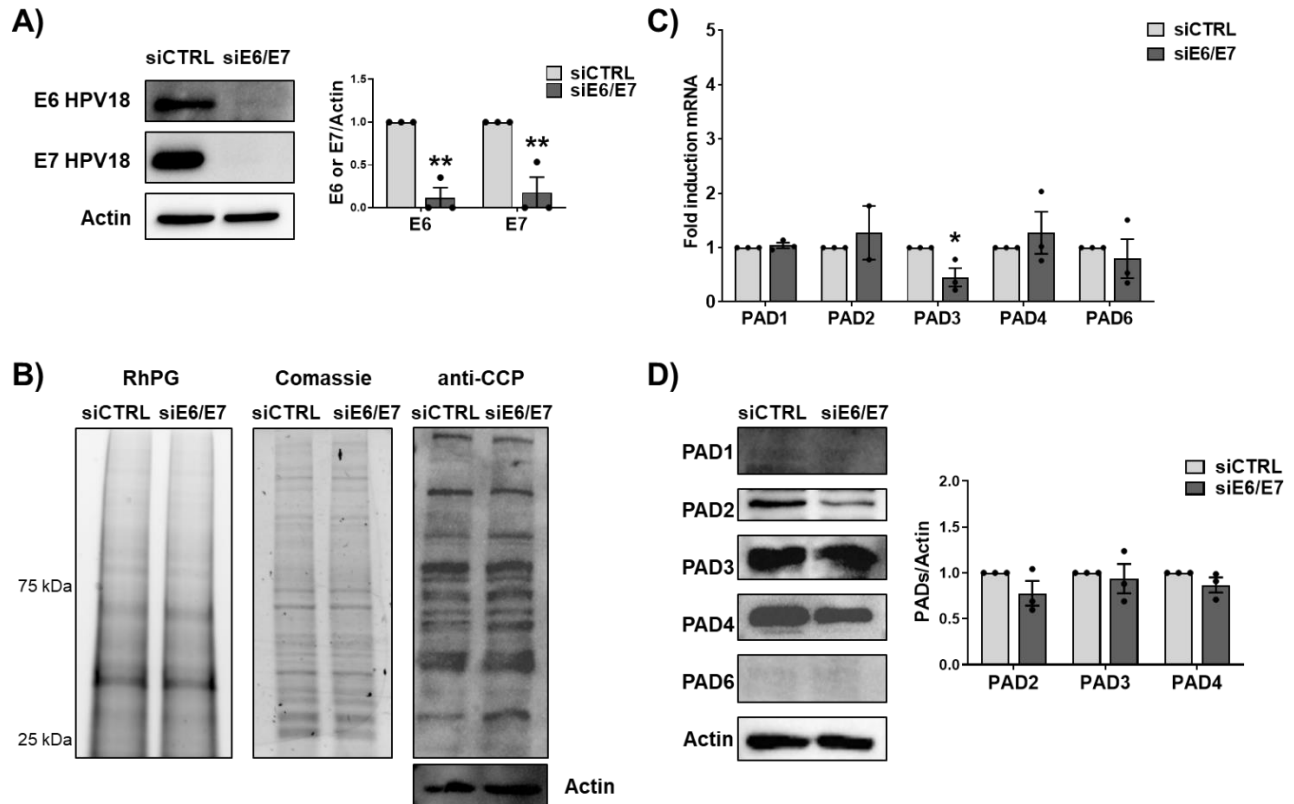 A)
siCTRL siE6/E7
E6 HPV18
E7 HPV18
Actin
siCTRL
siE6/E7
E6 or E7/Actin
1.5
1.0
0.5
0.0
** **
E6 E7
B)
RhPG Comassie anti-CCP
siCTRL siE6/E7 siCTRL siE6/E7 siCTRL siE6/E7
75 kDa
25 kDa
Actin
C)
siCTRL
siE6/E7
Fold induction mRNA
5
4
3
2
1
0
*
PAD1 PAD2 PAD3 PAD4 PAD6
D)
siCTRL siE6/E7
PAD1
PAD2
PAD3
PAD4
PAD6
Actin
siCTRL
siE6/E7
PADs/Actin
2.0
1.5
1.0
0.5
0.0
PAD2 PAD3 PAD4